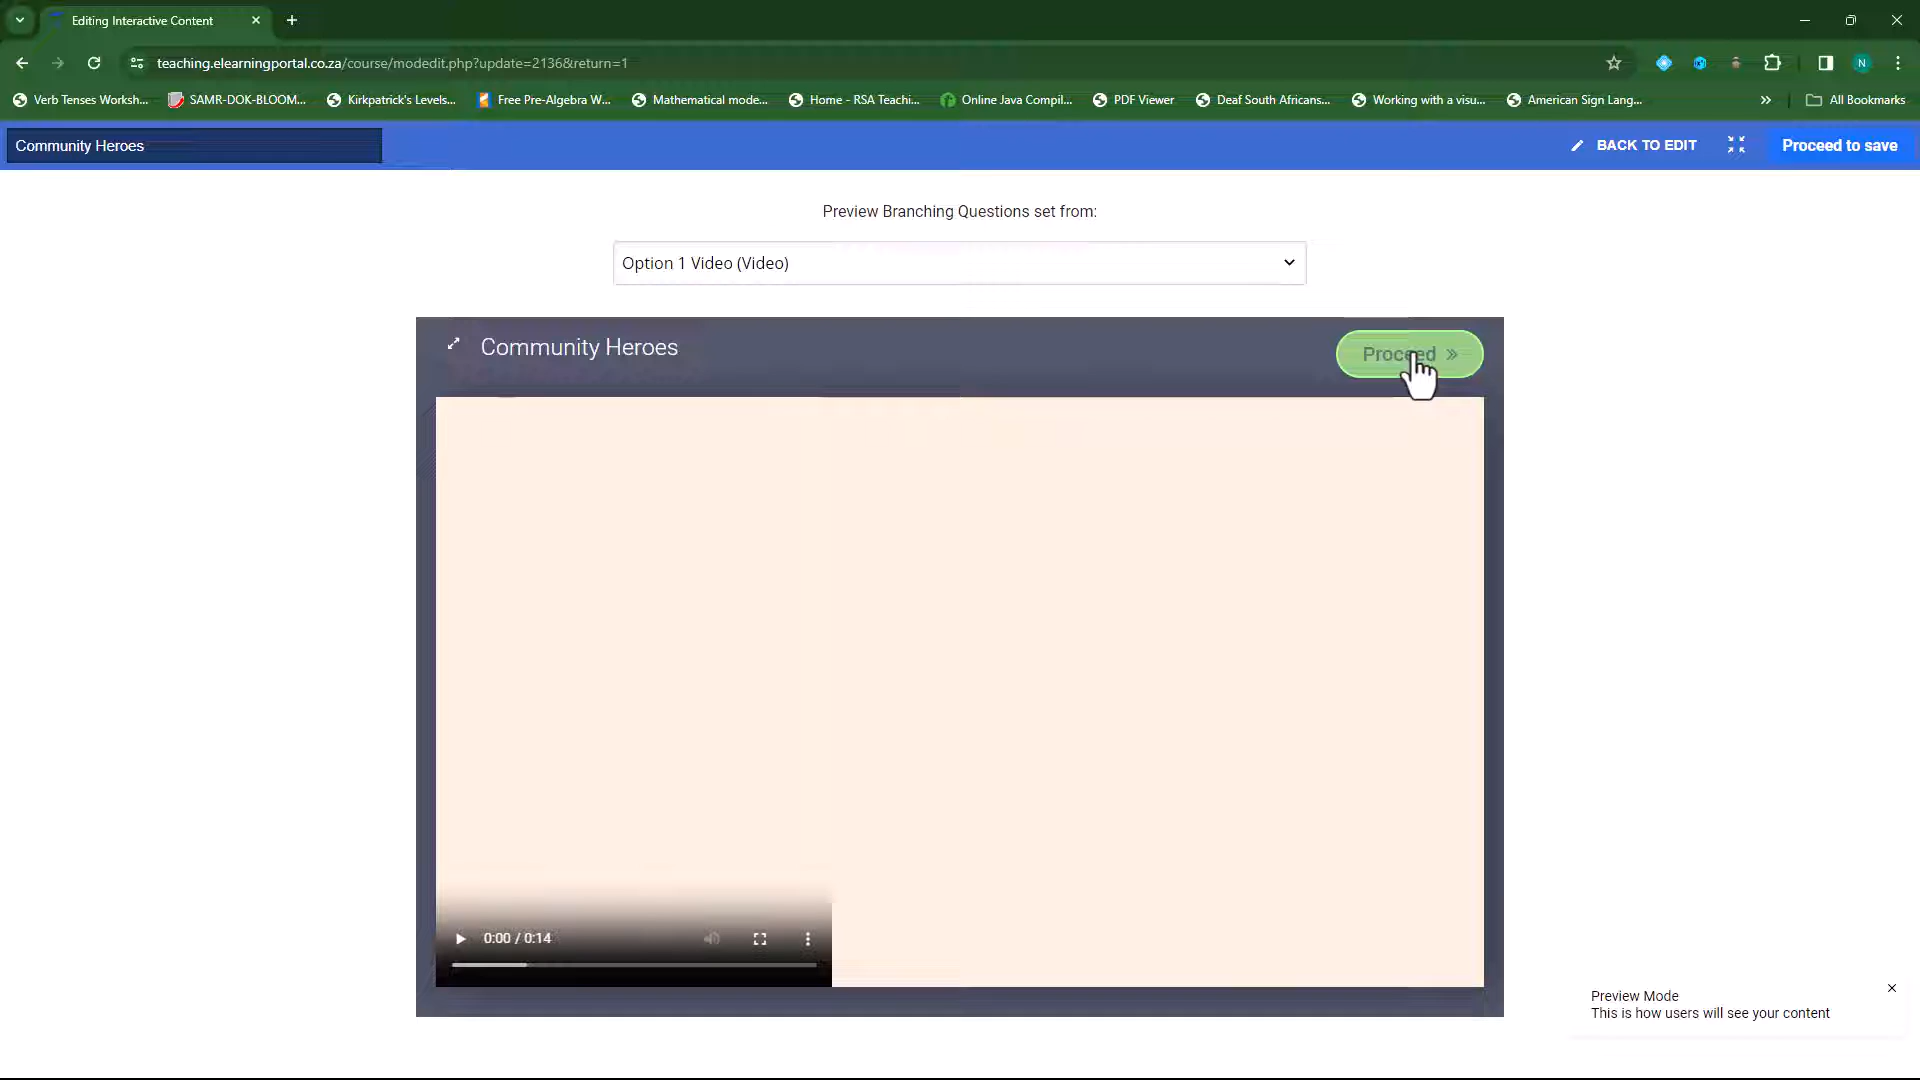 Editing Interactive Content
teaching.elearningportal.co.za/course/modedit.php?update=2136&return=1
N
Verb Tenses Worksh...
SAMR-DOK-BLOOM...
Kirkpatrick's Levels...
Free Pre-Algebra W...
Mathematical mode...
Home - RSA Teachi...
Online Java Compil...
PDF Viewer
Deaf South Africans...
Working with a visu...
American Sign Lang...
All Bookmarks
Community Heroes
BACK TO EDIT
Proceed to save
Preview Branching Questions set from:
Option 1 Video (Video)
Community Heroes
Proceed
0:00 / 0:14
Preview Mode
This is how users will see your content